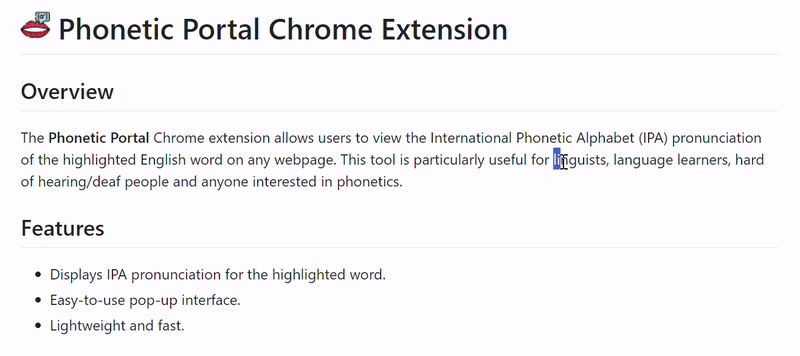 Phonetic Portal Chrome Extension
Overview
The Phonetic Portal Chrome extension allows users to view the International Phonetic Alphabet (IPA) pronunciation
of the highlighted English word on any webpage. This tool is particularly useful for linguists, language learners, hard
of hearing/deaf people and anyone interested in phonetics.
Features
• Displays IPA pronunciation for the highlighted word.
• Easy-to-use pop-up interface.
• Lightweight and fast.